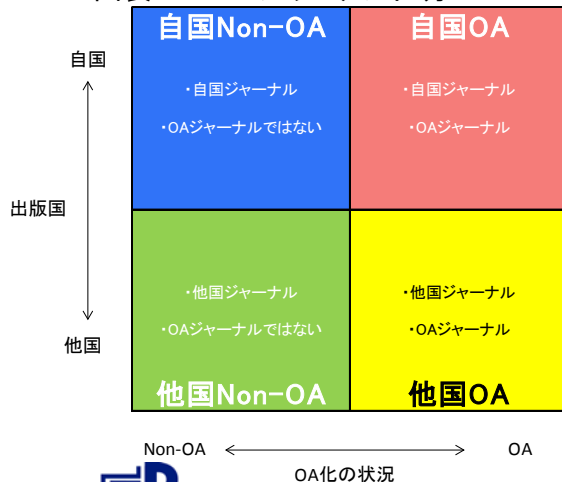 自国Non-OA
自国OA
自国
・自国ジャーナル
・OAジャーナルではない
・自国ジャーナル
・OAジャーナル
出版国
・他国ジャーナル
・OAジャーナルではない
・他国ジャーナル
・OAジャーナル
他国
他国Non-OA
他国OA
Non-OA
OA
OA化の状況